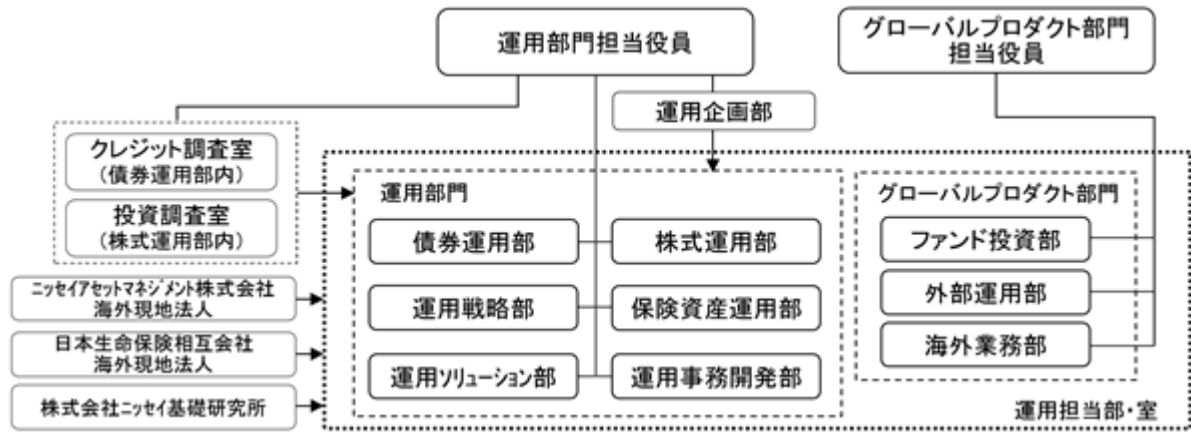 運用部門担当役員
グローバルプロダクト部門
担当役員
運用企画部
クレジット調査室
(債券運用部内)
投資調査室
(株式運用部内)
ニッセイアセットマネジメント株式会社
海外現地法人
日本生命保険相互会社
海外現地法人
株式会社ニッセイ基礎研究所
運用部門
債券運用部
株式運用部
運用戦略部
保険資産運用部
運用ソリューション部
運用事務開発部
グローバルプロダクト部門
ファンド投資部
外部運用部
海外業務部
運用担当部・室